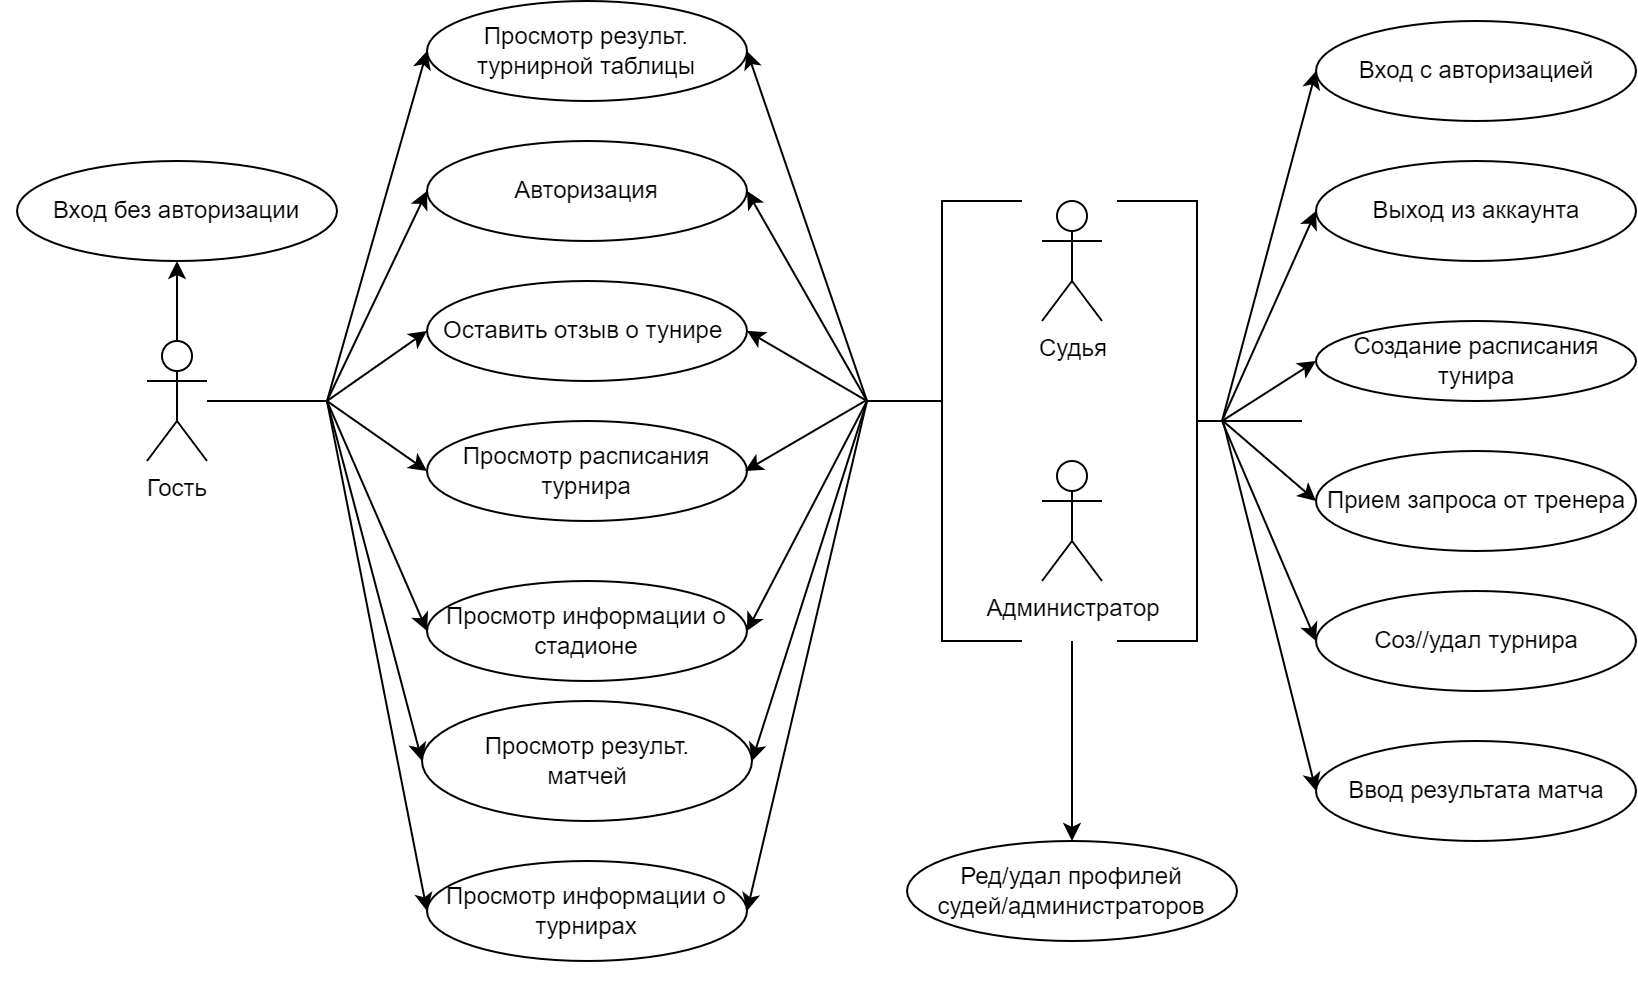 Просмотр результ.
турнирной таблицы
Вход с авторизацией
Авторизация
Вход без авторизации
Выход из аккаунта
Оставить отзыв о тунире
Судья
Создание расписания
тунира
Просмотр расписания
турнира
Гость
Прием запроса от тренера
Администратор
Просмотр информации о
стадионе
Соз//удал турнира
Просмотр результ.
матчей
Ввод результата матча
Ред/удал профилей
судей/администраторов
Просмотр информации о
турнирах